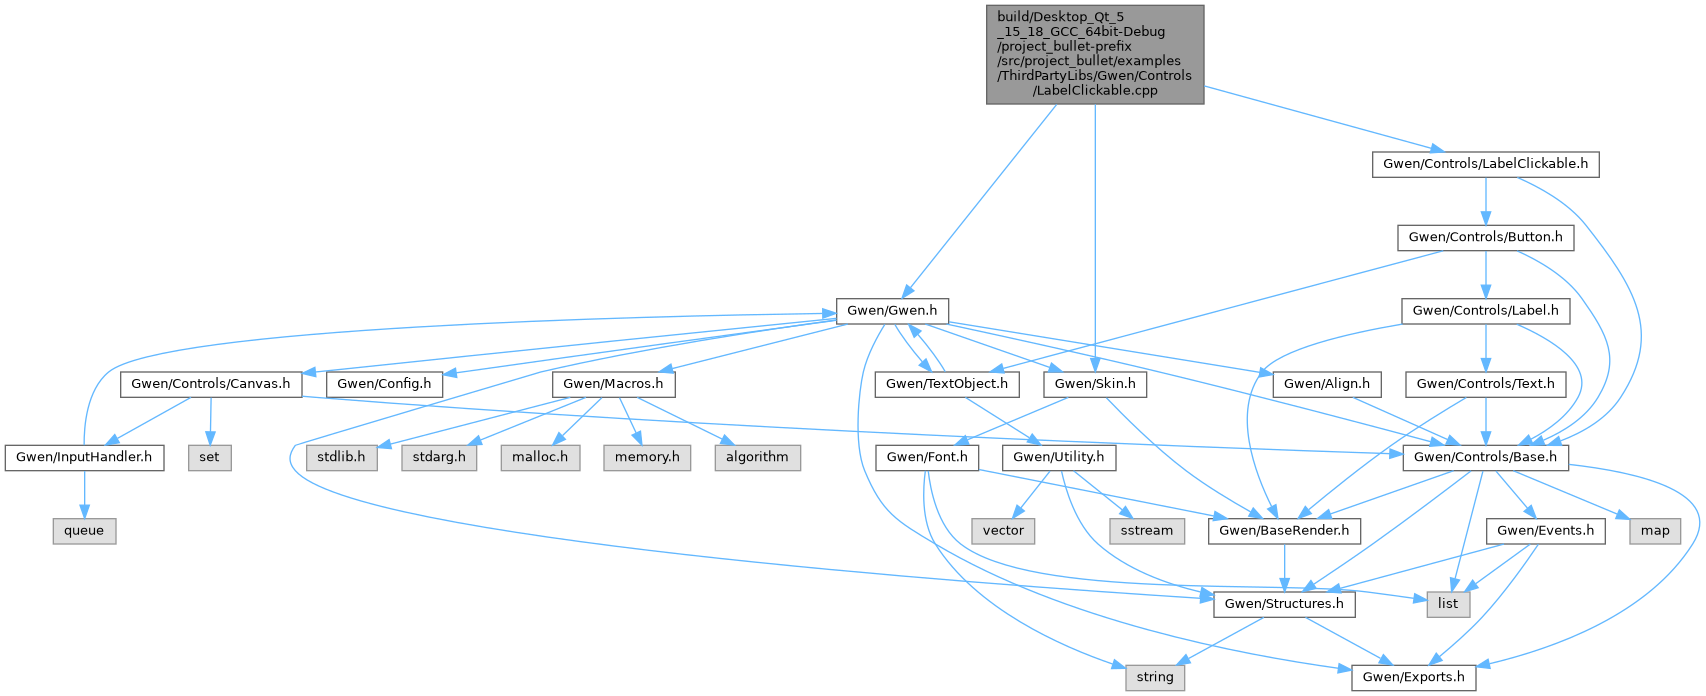 build/Desktop_Qt_5
_15_18_GCC_64bit-Debug
/project_bullet-prefix
/src/project_bullet/examples
/ThirdPartyLibs/Gwen/Controls
/LabelClickable.cpp
Gwen/Controls/LabelClickable.h
Gwen/Controls/Button.h
Gwen/Gwen.h
Gwen/Controls/Label.h
Gwen/Controls/Canvas.h
Gwen/Config.h
Gwen/Macros.h
Gwen/TextObject.h
Gwen/Skin.h
Gwen/Align.h
Gwen/Controls/Text.h
Gwen/InputHandler.h
set
stdlib.h
stdarg.h
malloc.h
memory.h
algorithm
Gwen/Font.h
Gwen/Utility.h
Gwen/Controls/Base.h
queue
vector
sstream
Gwen/BaseRender.h
Gwen/Events.h
map
Gwen/Structures.h
list
string
Gwen/Exports.h